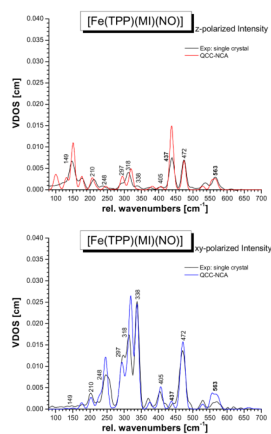 [Fe(TPP)(MI)(NO)]
z-polarized Intensity
Exp: single crystal
QCC-NCA
VDOS [cm]
0.040
0.035
0.030
0.025
0.020
0.015
0.010
0.005
0.000
149
210
248
297
318
338
405
437
472
563
100 150 200 250 300 350 400 450 500 550 600 650 700
rel. wavenumbers [cm-1]
[Fe(TPP)(MI)(NO)]
xy-polarized Intensity
Exp: single crystal
QCC-NCA
VDOS [cm]
0.040
0.035
0.030
0.025
0.020
0.015
0.010
0.005
0.000
149
210
248
297
318
338
405
437
472
563
100 150 200 250 300 350 400 450 500 550 600 650 700
rel. wavenumbers [cm-1]